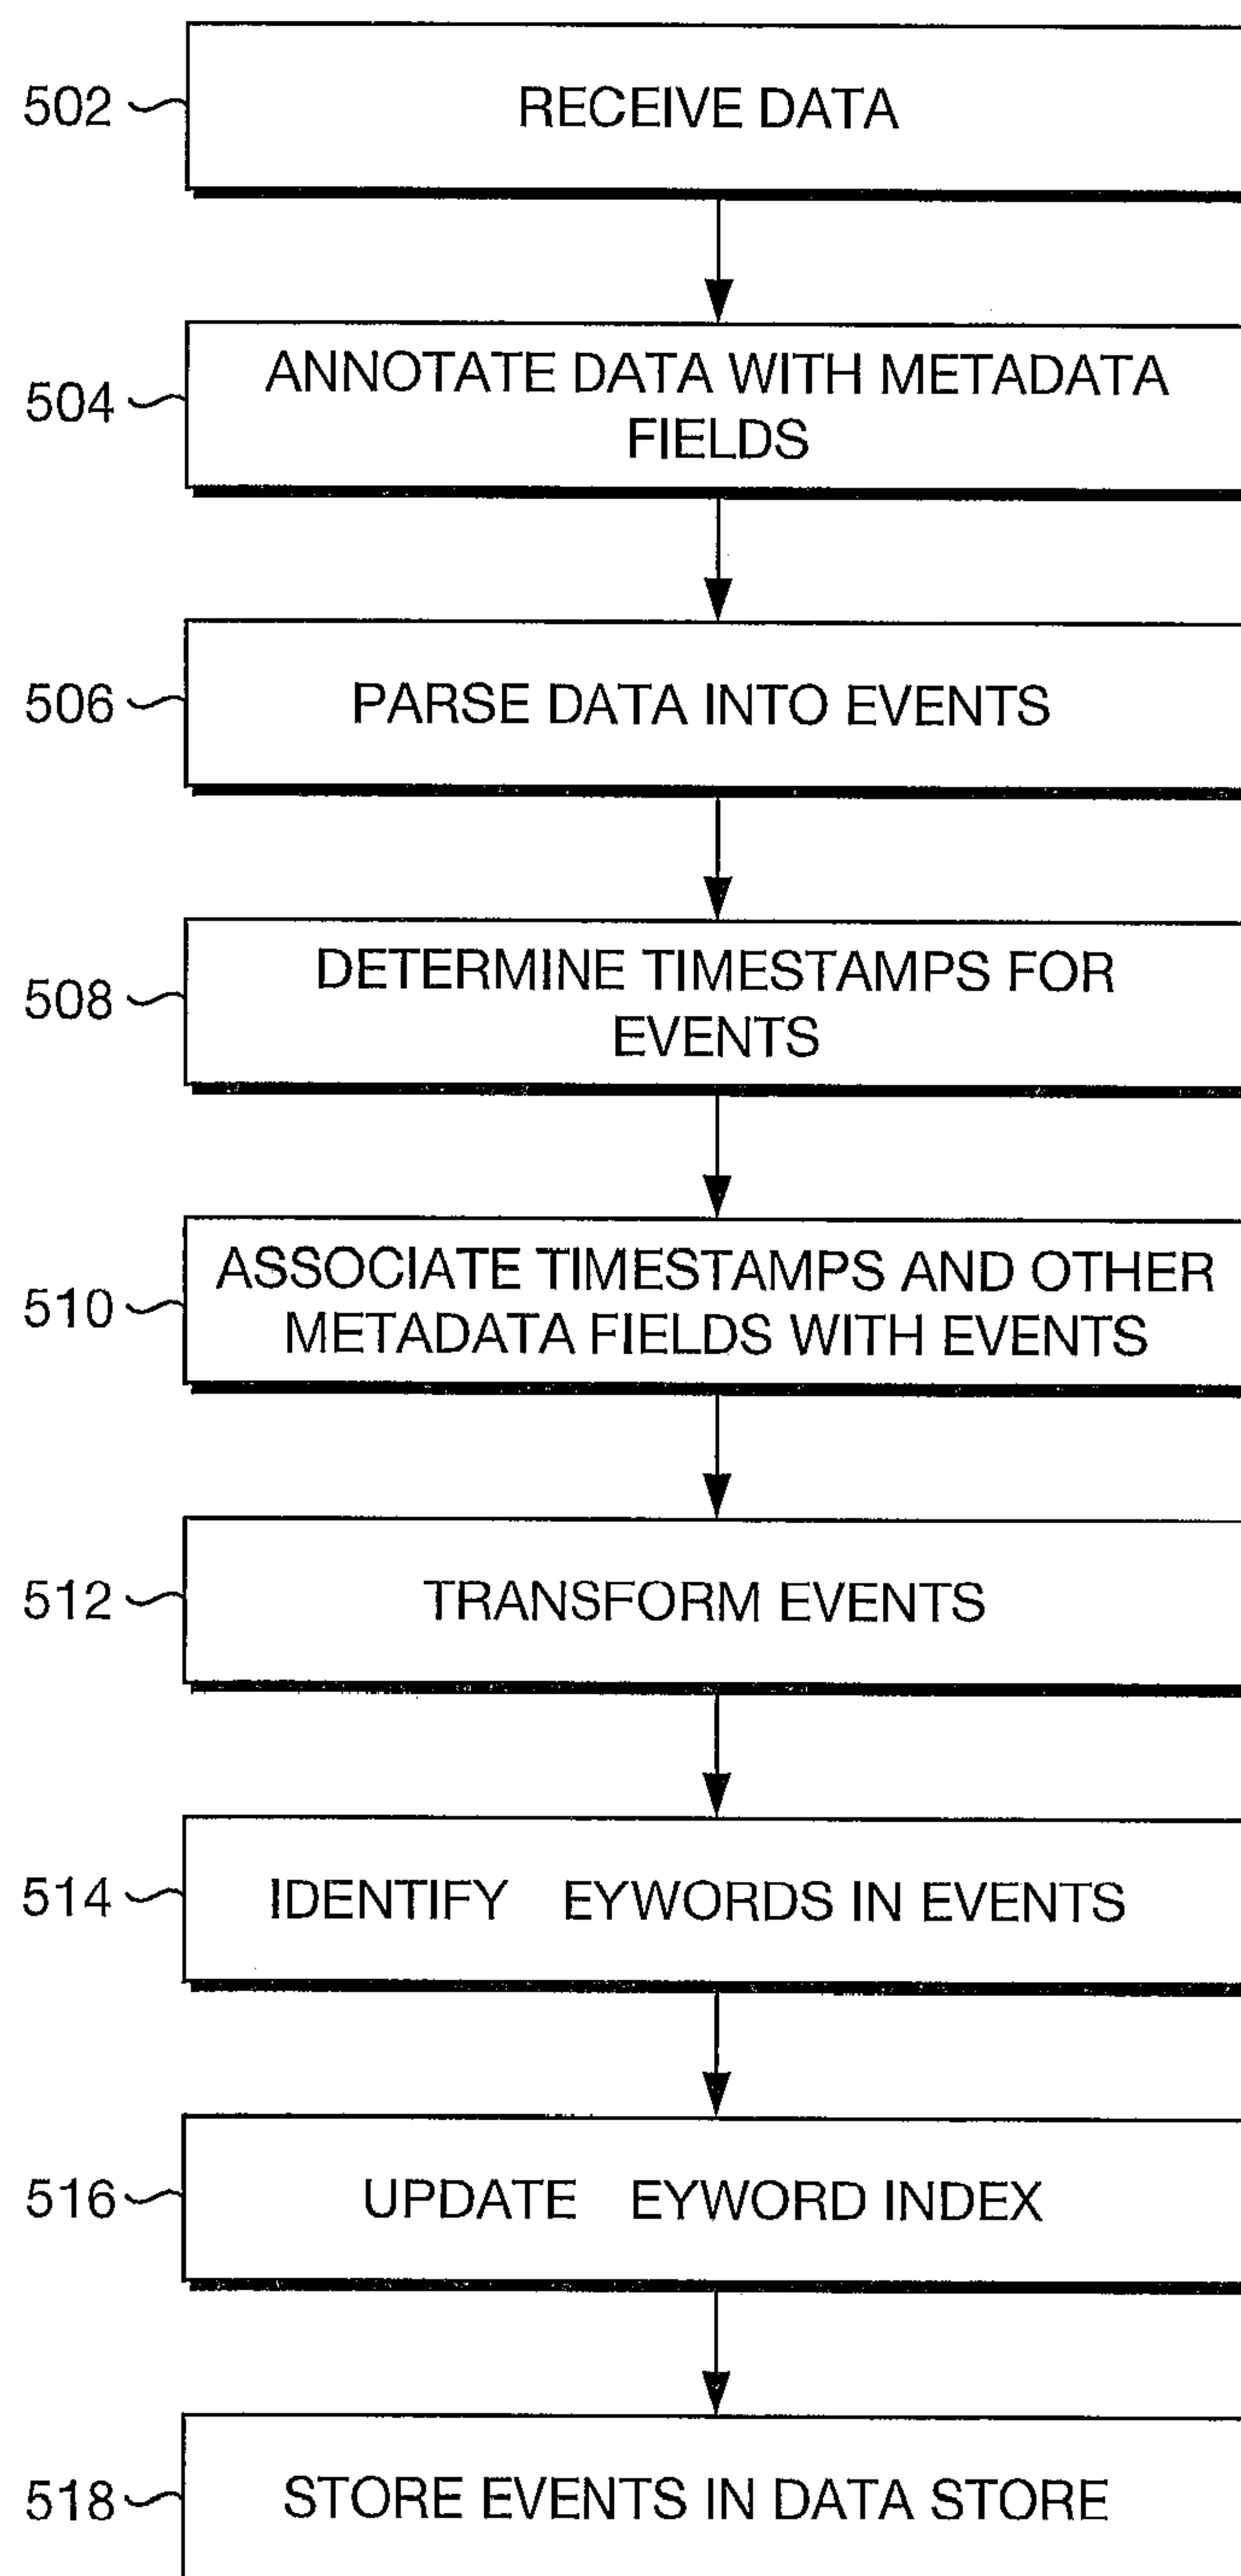 502
RECEIVE DATA
504
ANNOTATE DATA WITH METADATA
FIELDS
506
PARSE DATA INTO EVENTS
508
DETERMINE TIMESTAMPS FOR
EVENTS
510
ASSOCIATE TIMESTAMPS AND OTHER
METADATA FIELDS WITH EVENTS
512
TRANSFORM EVENTS
514
IDENTIFY EYWORDS IN EVENTS
516
UPDATE EYWORD INDEX
518
STORE EVENTS IN DATA STORE